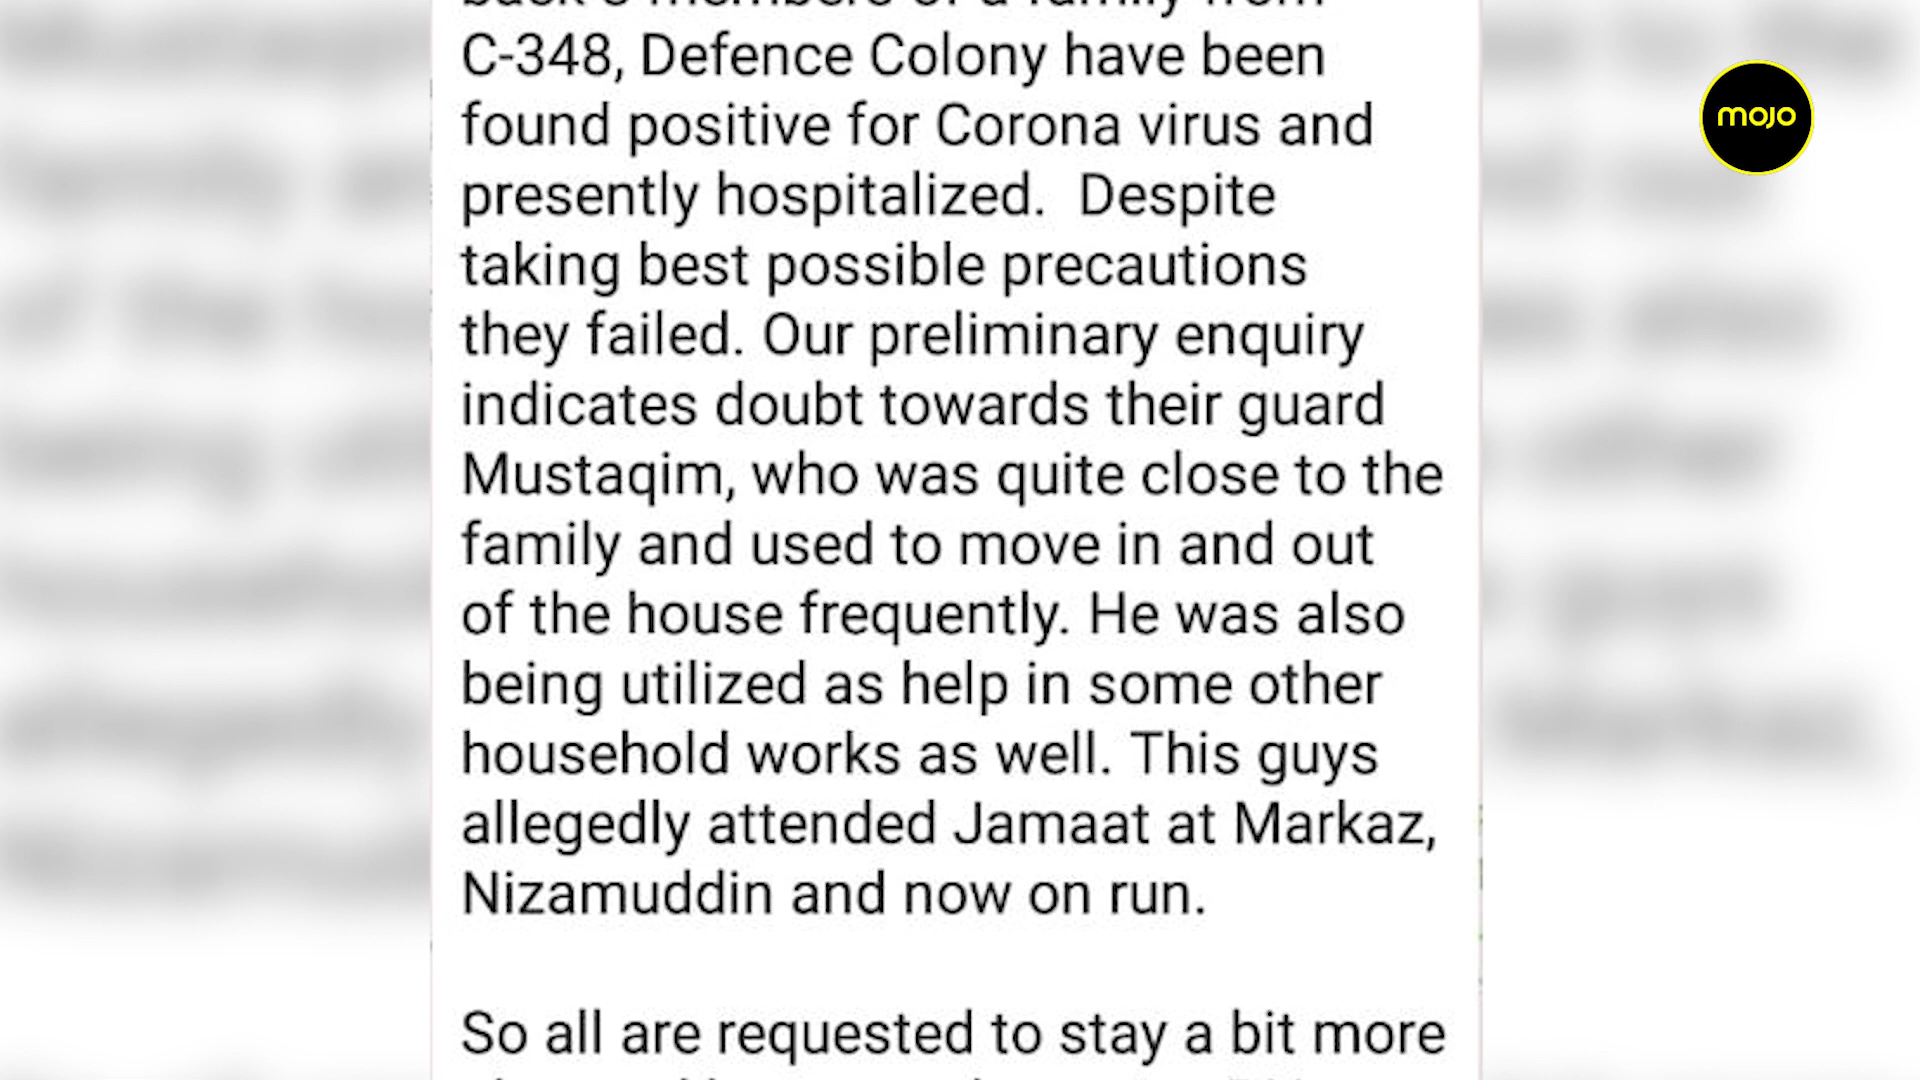 C-348, Defence Colony have been
found positive for Corona virus and
presently hospitalized.  Despite
taking best possible precautions
they failed. Our preliminary enquiry
indicates doubt towards their guard
Mustaqim, who was quite close to the
family and used to move in and out
of the house frequently. He was also
being utilized as help in some other
household works as well. This guys
allegedly attended Jamaat at Markaz,
Nizamuddin and now on run.
So all are requested to stay a bit more
mojo